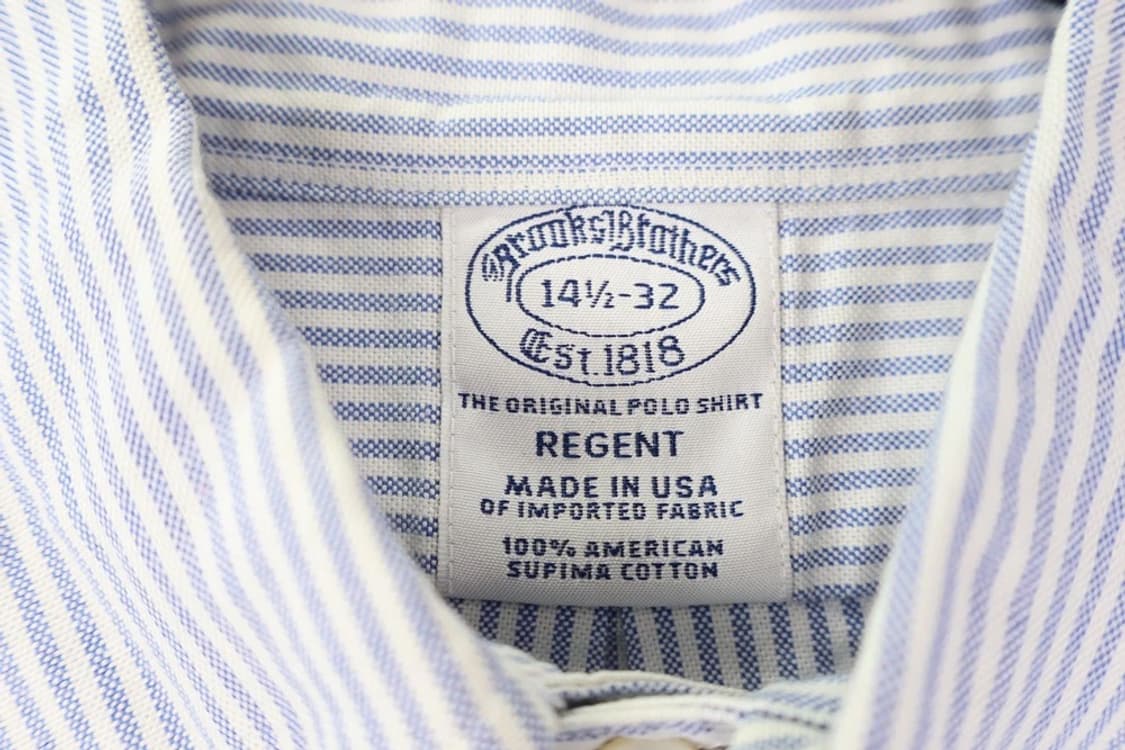 Brooks Brothers
14½-32
Est. 1818
THE ORIGINAL POLO SHIRT
REGENT
MADE IN USA
OF IMPORTED FABRIC
100% AMERICAN
SUPIMA COTTON